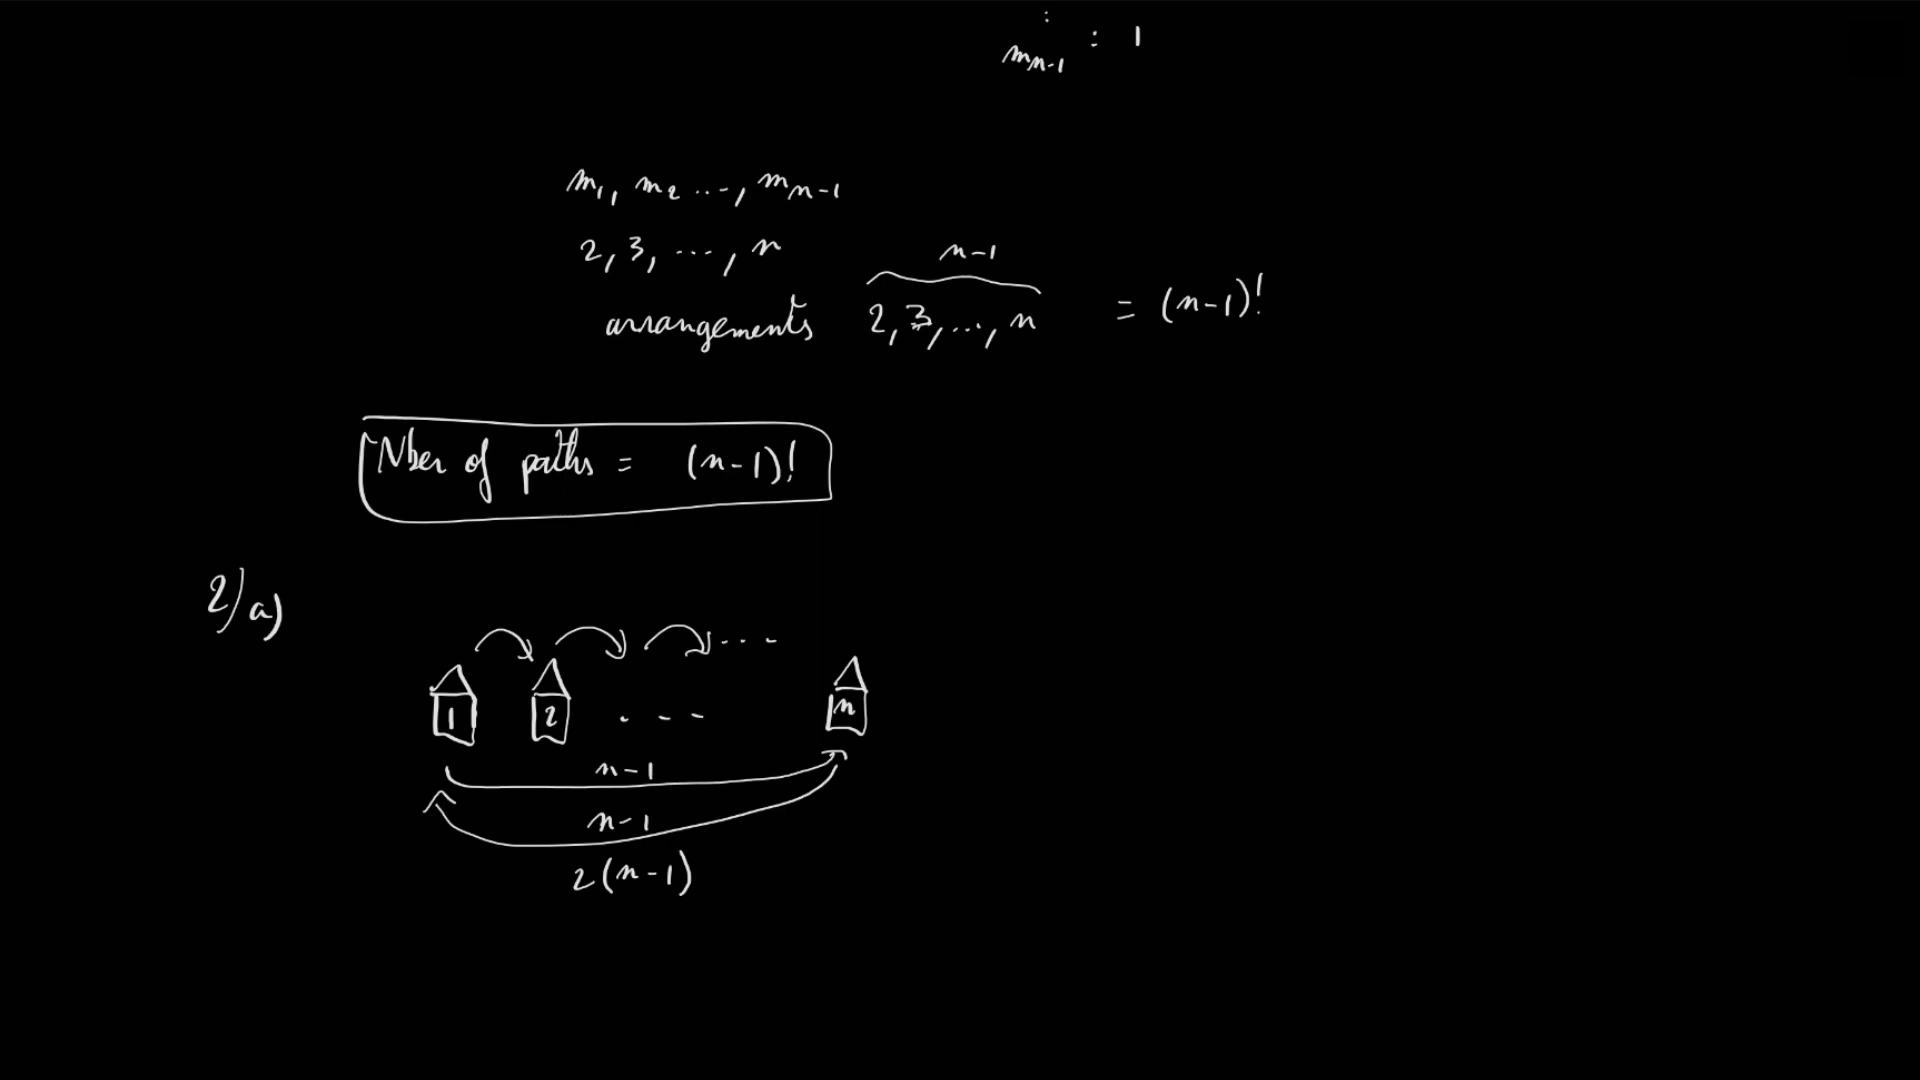 ⋮
m_{n-1} : 1
m_1, m_2 ..., m_{n-1}
2, 3, ..., n
n-1
arrangements 2, 3, ..., n = (n-1)!
Nber of paths = (n-1)!
2) a)
...
1 2 ... n
n-1
n-1
2(n-1)